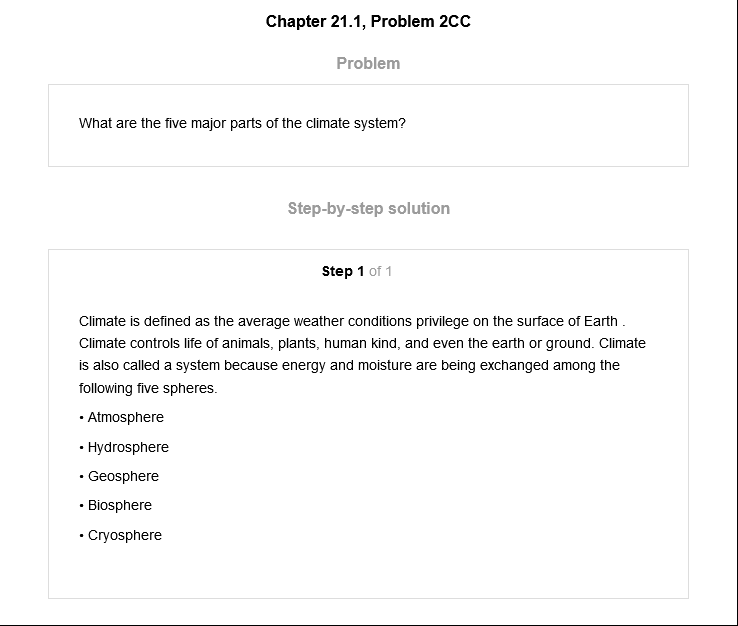 Chapter 21.1, Problem 2CC
Problem
What are the five major parts of the climate system?
Step-by-step solution
Step 1 of 1
Climate is defined as the average weather conditions privilege on the surface of Earth .
Climate controls life of animals, plants, human kind, and even the earth or ground. Climate
is also called a system because energy and moisture are being exchanged among the
following five spheres.
• Atmosphere
• Hydrosphere
• Geosphere
• Biosphere
• Cryosphere